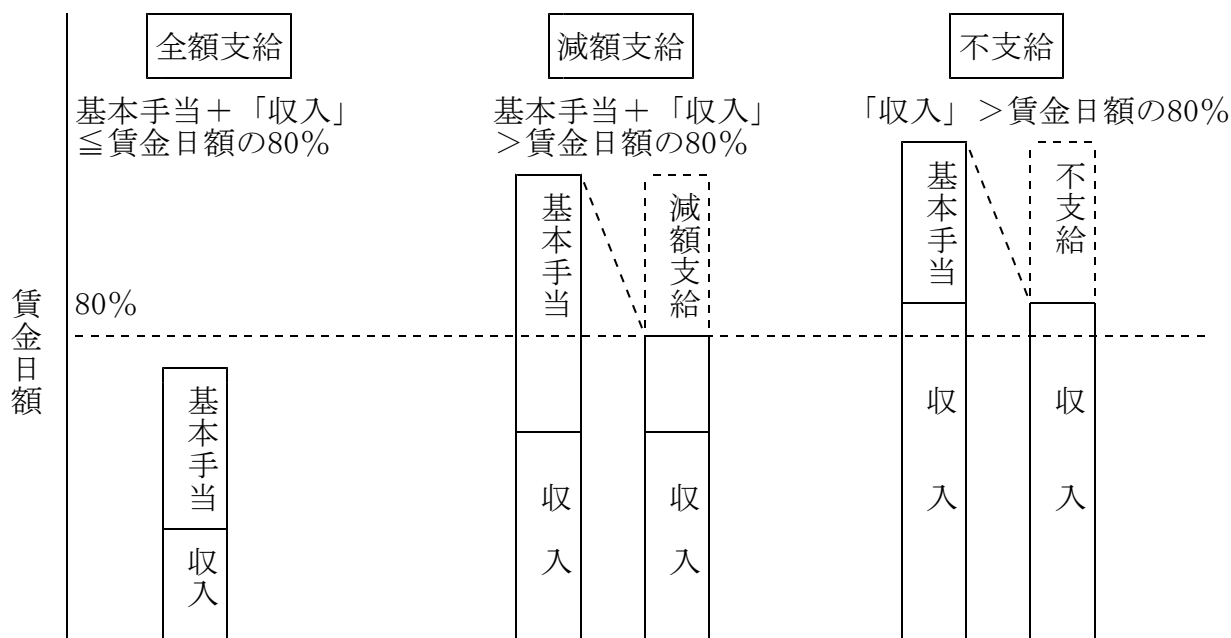 全額支給
減額支給
不支給
基本手当＋「収入」
≦賃金日額の80％
基本手当＋「収入」
＞賃金日額の80％
「収入」＞賃金日額の80％
賃金日額
80％
基本手当
収入
基本手当
収入
減額支給
収入
基本手当
収入
不支給
収入